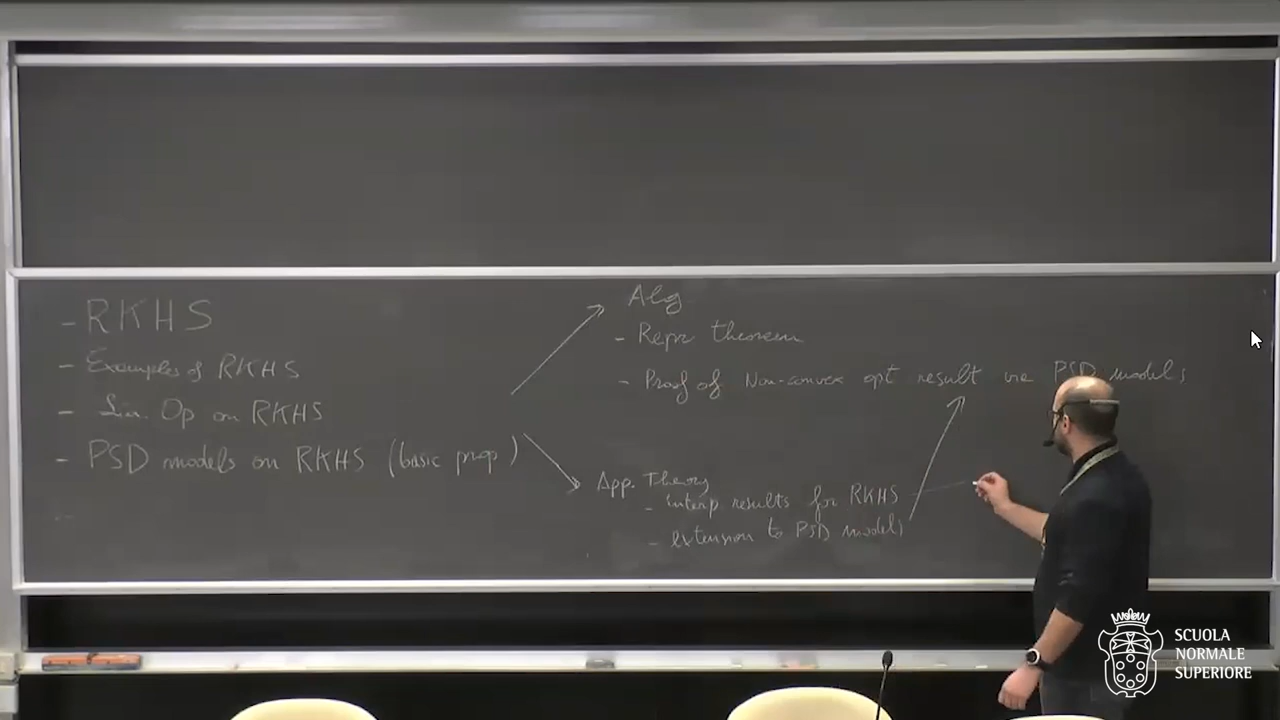 - RKHS
- Examples of RKHS
- Lin. Op on RKHS
- PSD models on RKHS (basic prop)
Alg
- Repr theorem
- Proof of Non-convex opt result via PSD models
App. Theory
- interp results for RKHS
- extension to PSD models
SCUOLA
NORMALE
SUPERIORE